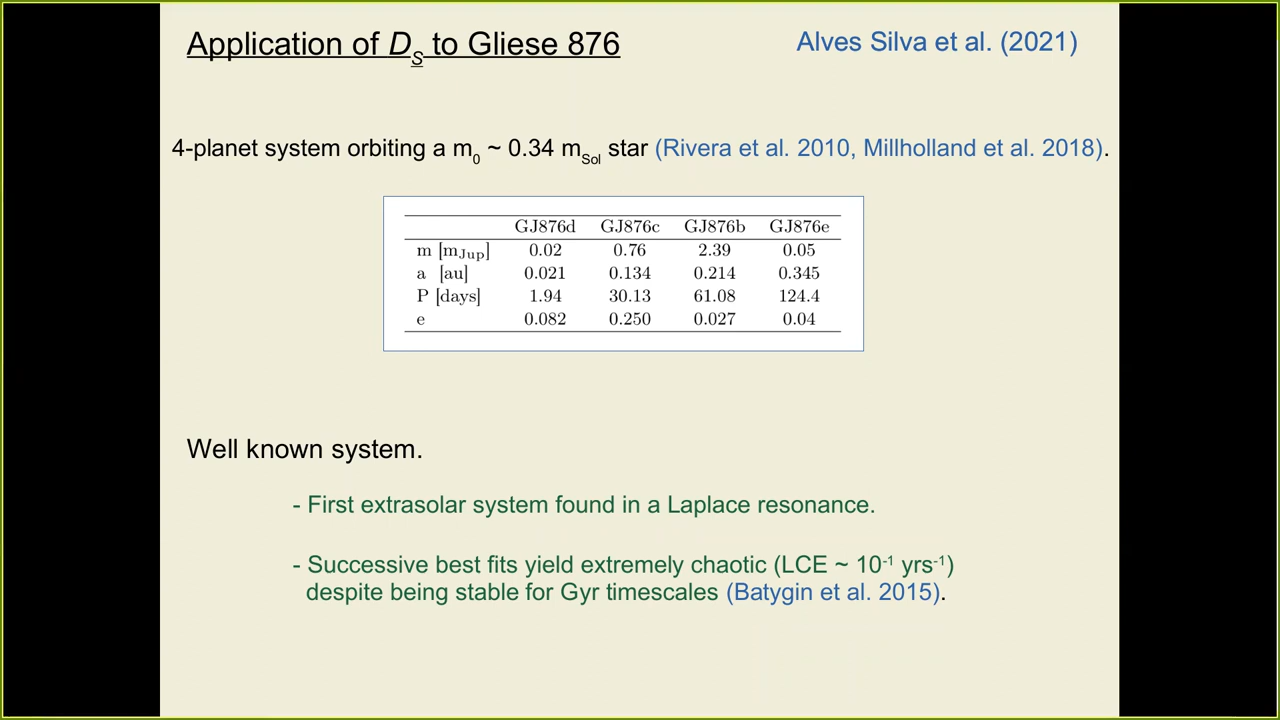 Application of D_S to Gliese 876
Alves Silva et al. (2021)
4-planet system orbiting a m₀ ~ 0.34 m_Sol star (Rivera et al. 2010, Millholland et al. 2018).
GJ876d GJ876c GJ876b GJ876e
m [m_Jup] 0.02 0.76 2.39 0.05
a [au] 0.021 0.134 0.214 0.345
P [days] 1.94 30.13 61.08 124.4
e 0.082 0.250 0.027 0.04
Well known system.
- First extrasolar system found in a Laplace resonance.
- Successive best fits yield extremely chaotic (LCE ~ 10⁻¹ yrs⁻¹)
despite being stable for Gyr timescales (Batygin et al. 2015).